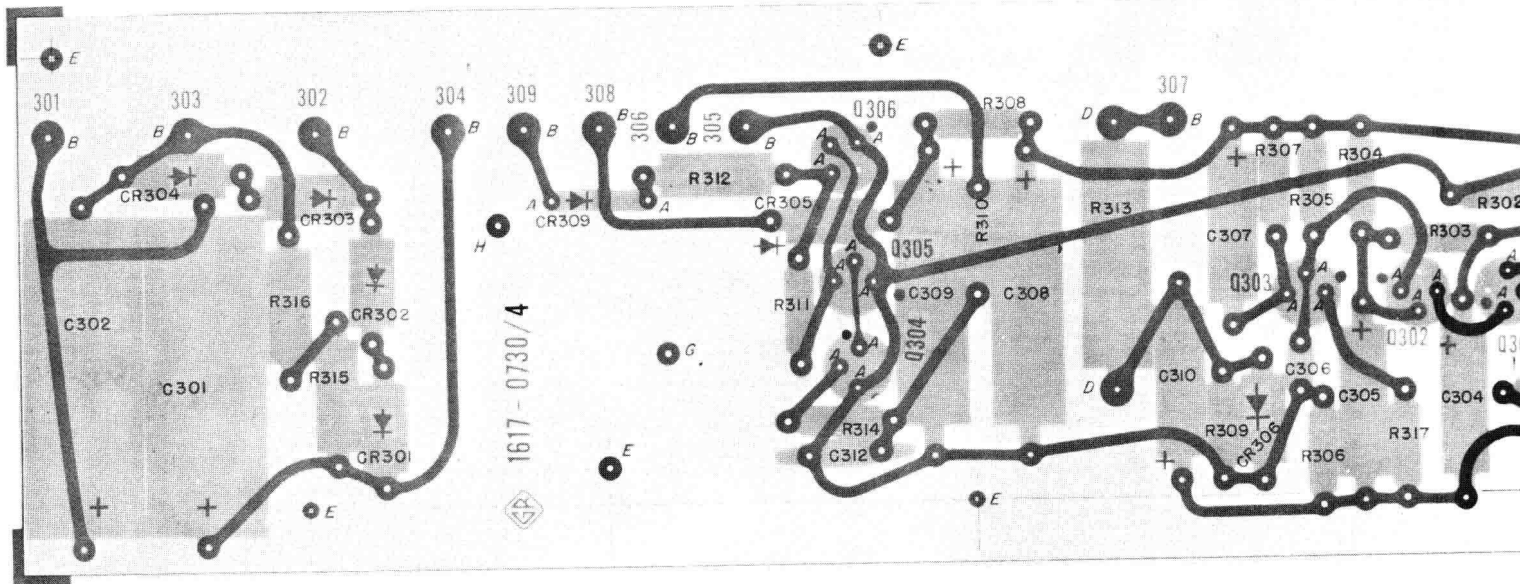 E E
301 303 302 304 309 308 306 305 Q306 R308 D 307
B B B B B B B B A A B R307 R304
CR304 CR303 A CR309 A R312 CR305 R310 R313 R305 R302
H Q305 C307 R303
C302 R316 CR302 R311 A A C309 C308 Q303 A A A A A A
C301 1617-0730/4 G A A Q304 Q302
R315 D C310 C306 C305 C304
CR301 E R314 C312 R309 CR306 R306 R317
+ + E GR E